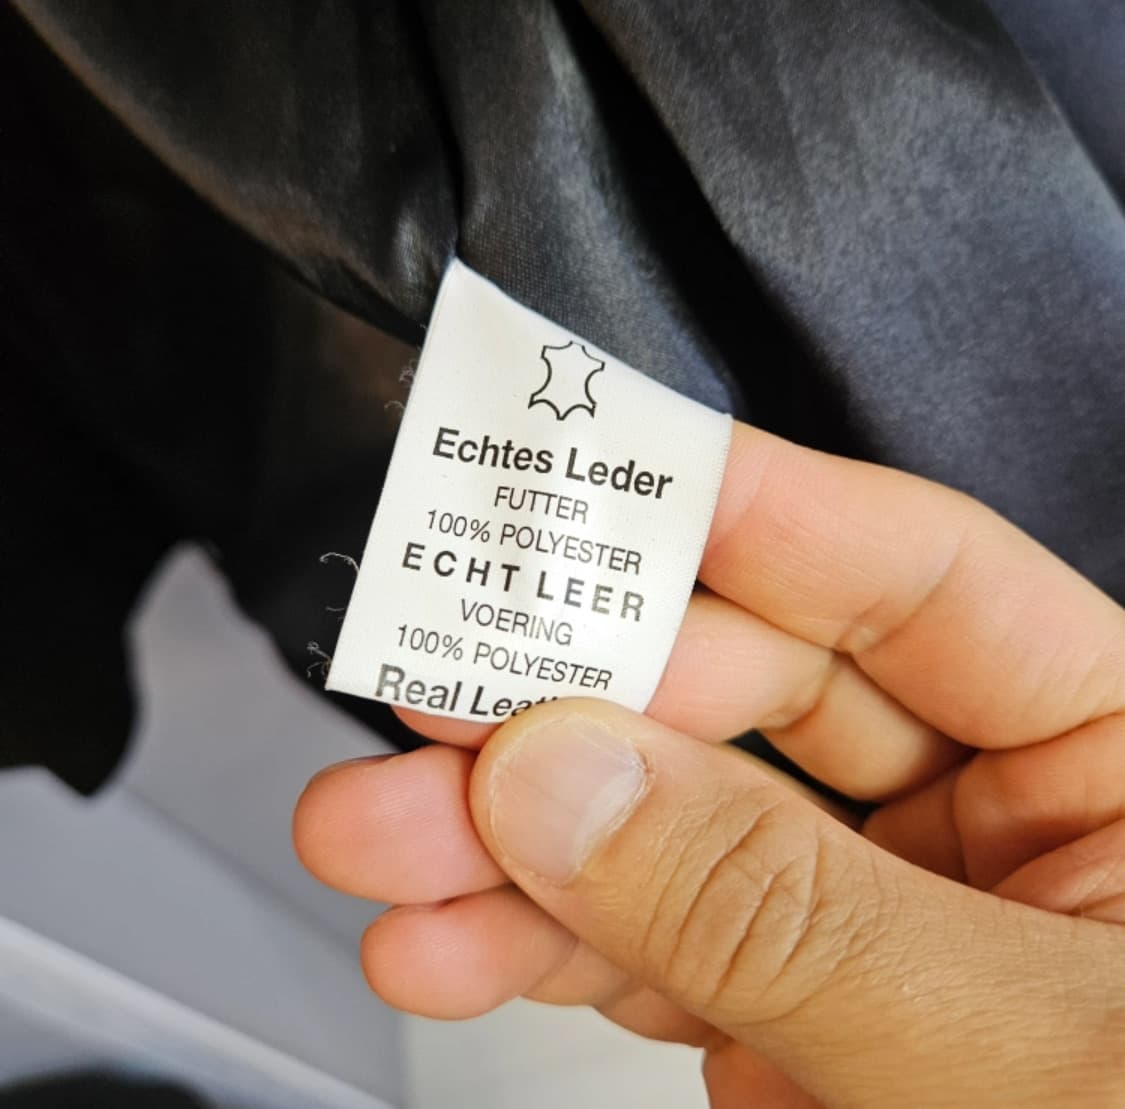 Echtes Leder
FUTTER
100% POLYESTER
ECHT LEER
VOERING
100% POLYESTER
Real